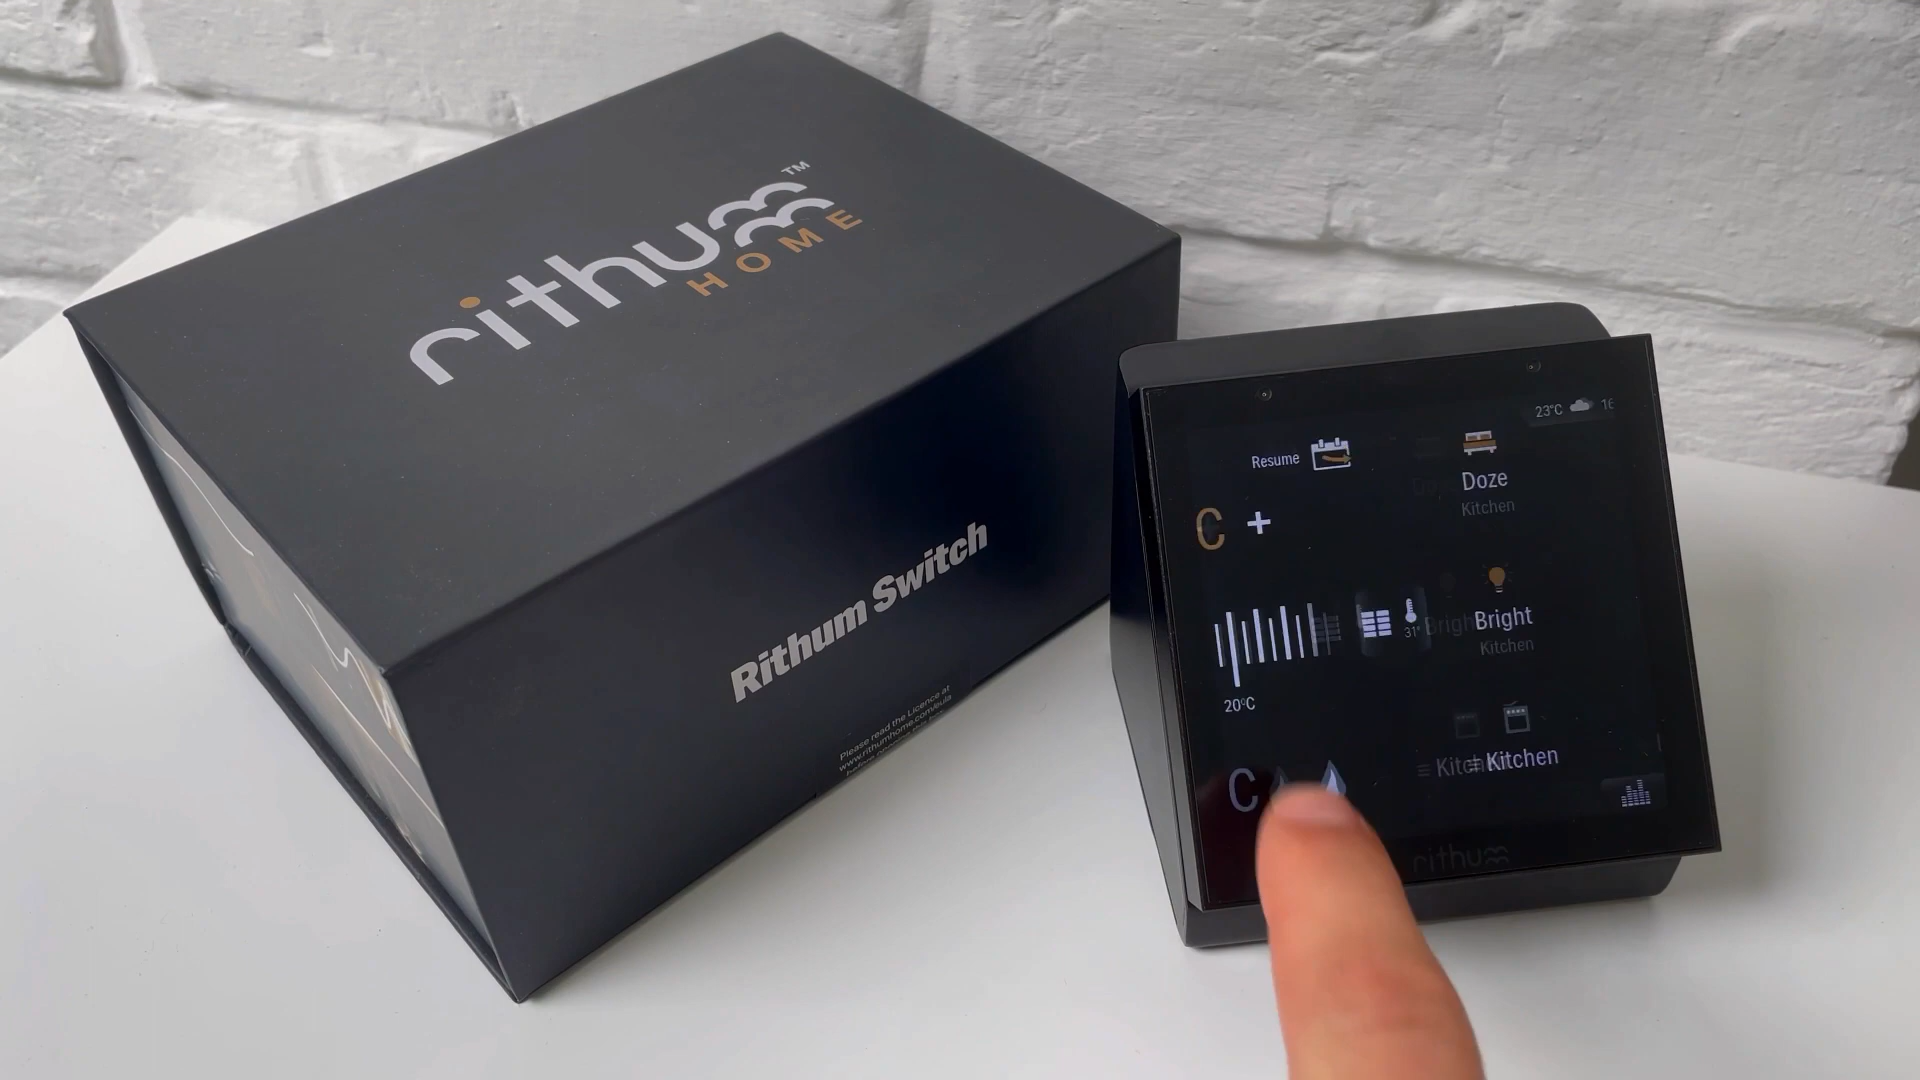 rithum™
HOME
Rithum Switch
Please read the Licence at
www.rithumhome.com/eula
23°C
Resume
Doze
Kitchen
C +
31°
Bright
Kitchen
20°C
Kitchen
C
rithum